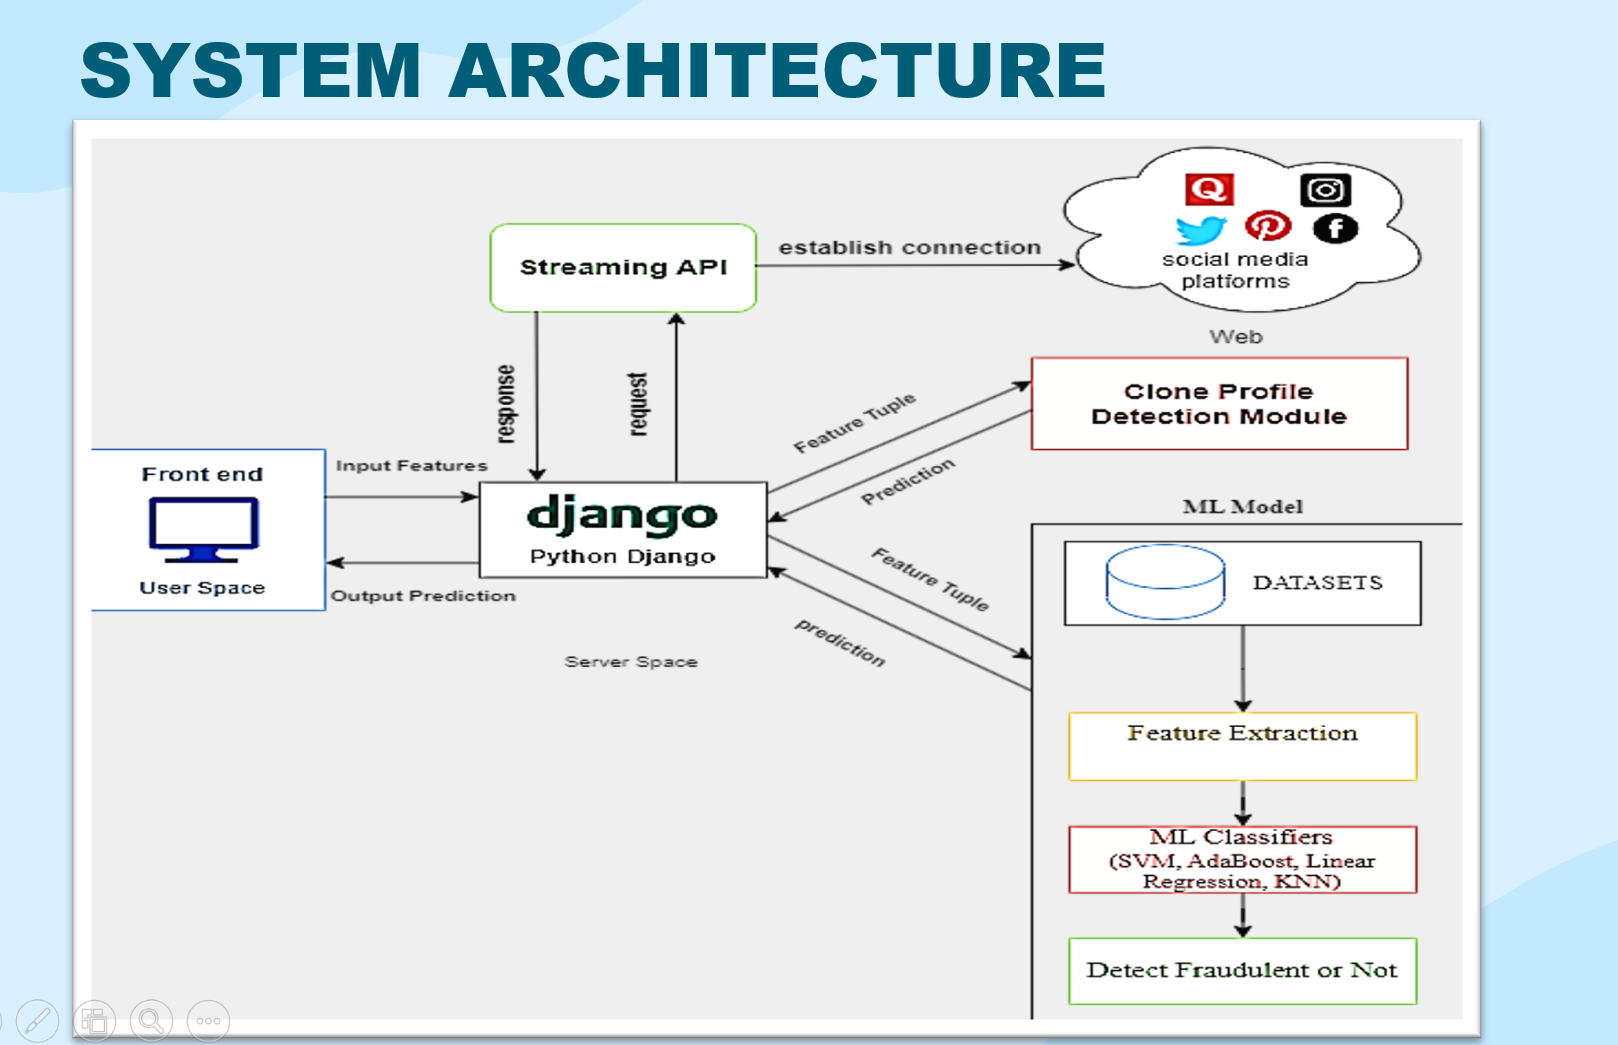 SYSTEM ARCHITECTURE
Streaming API
establish connection
social media
platforms
Web
response
request
Clone Profile
Detection Module
Feature Tuple
Prediction
Front end
User Space
Input Features
Output Prediction
django
Python Django
Server Space
Feature Tuple
prediction
ML Model
DATASETS
Feature Extraction
ML Classifiers
(SVM, AdaBoost, Linear
Regression, KNN)
Detect Fraudulent or Not